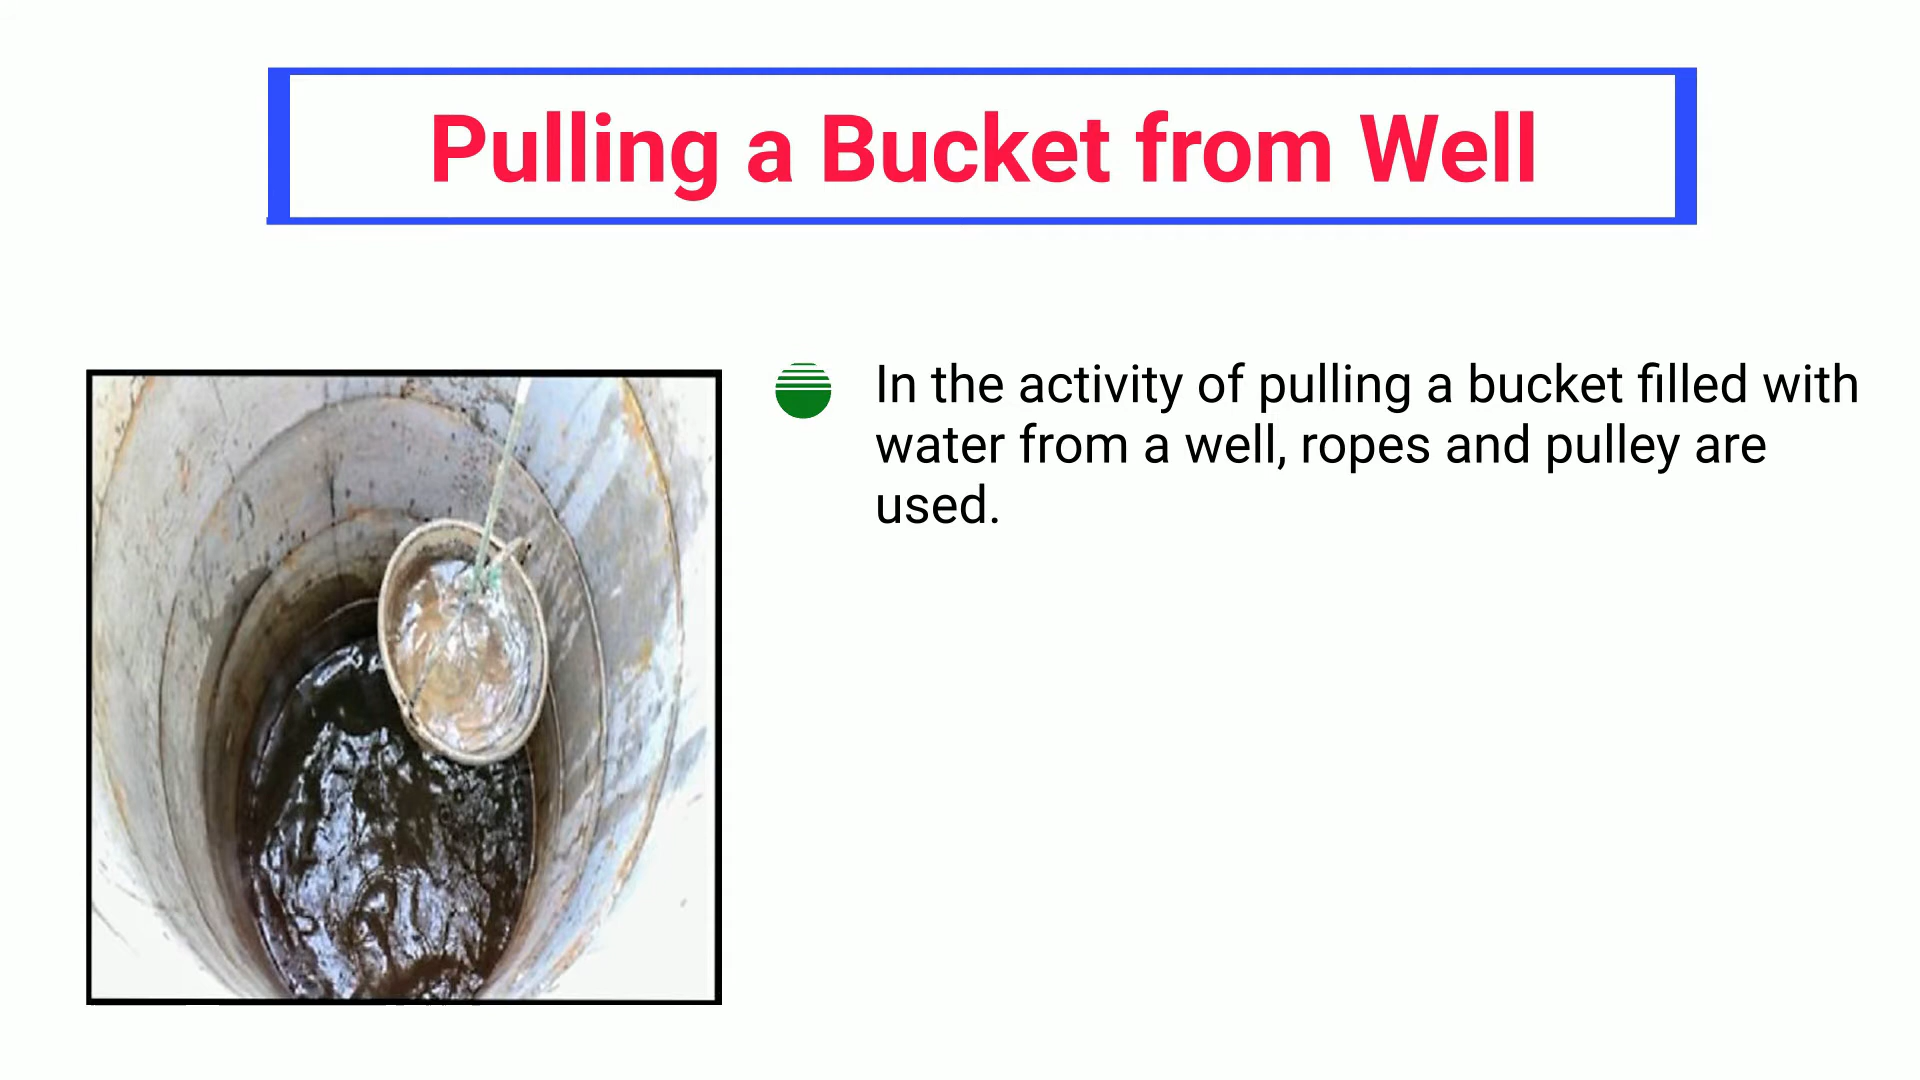 Pulling a Bucket from Well
In the activity of pulling a bucket filled with
water from a well, ropes and pulley are
used.